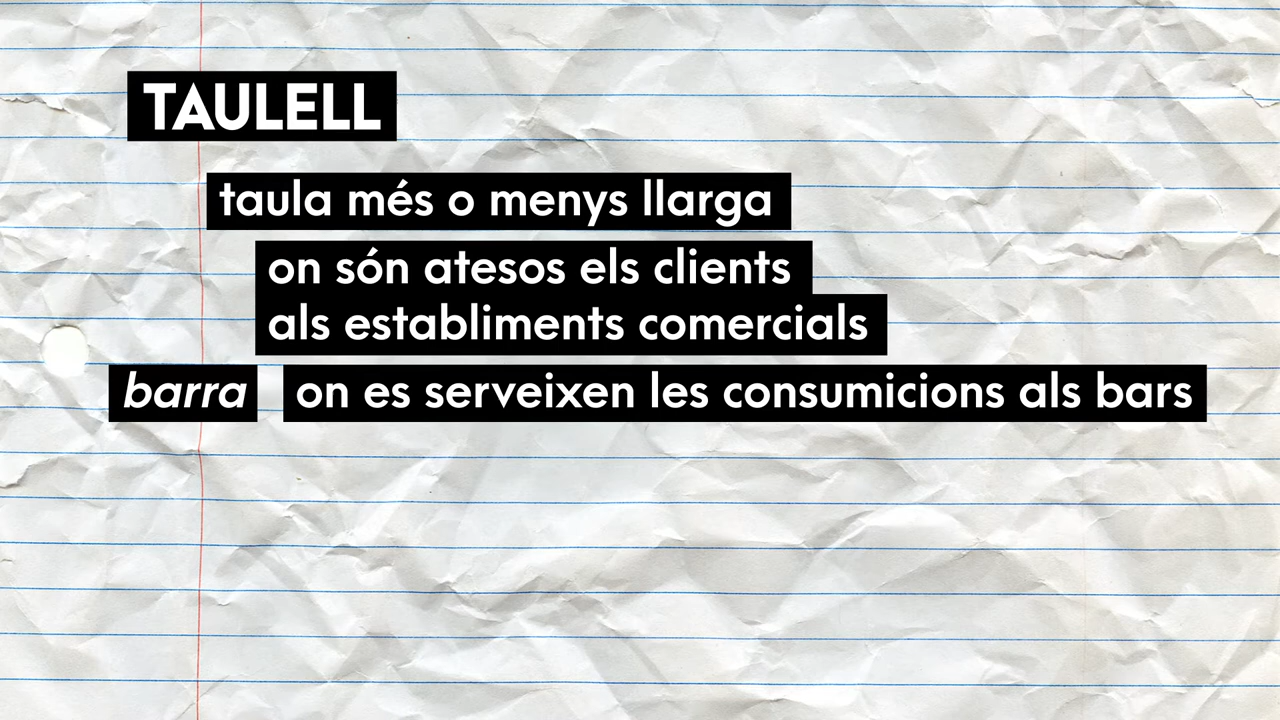 TAULELL
taula més o menys llarga
on són atesos els clients
als establiments comercials
barra on es serveixen les consumicions als bars